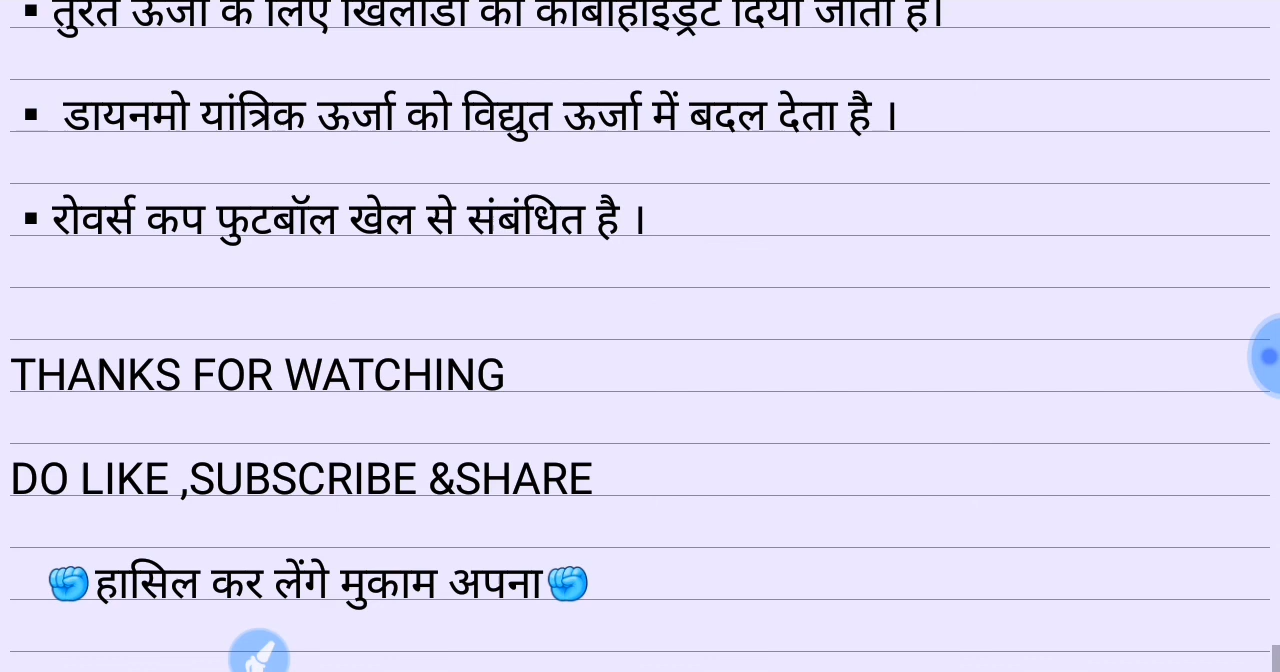 ▪ तुरंत ऊर्जा के लिए खिलाडी को कार्बोहाइड्रेट दिया जाता है।
▪ डायनमो यांत्रिक ऊर्जा को विद्युत ऊर्जा में बदल देता है ।
▪ रोवर्स कप फुटबॉल खेल से संबंधित है ।
THANKS FOR WATCHING
DO LIKE ,SUBSCRIBE &SHARE
✊हासिल कर लेंगे मुकाम अपना✊